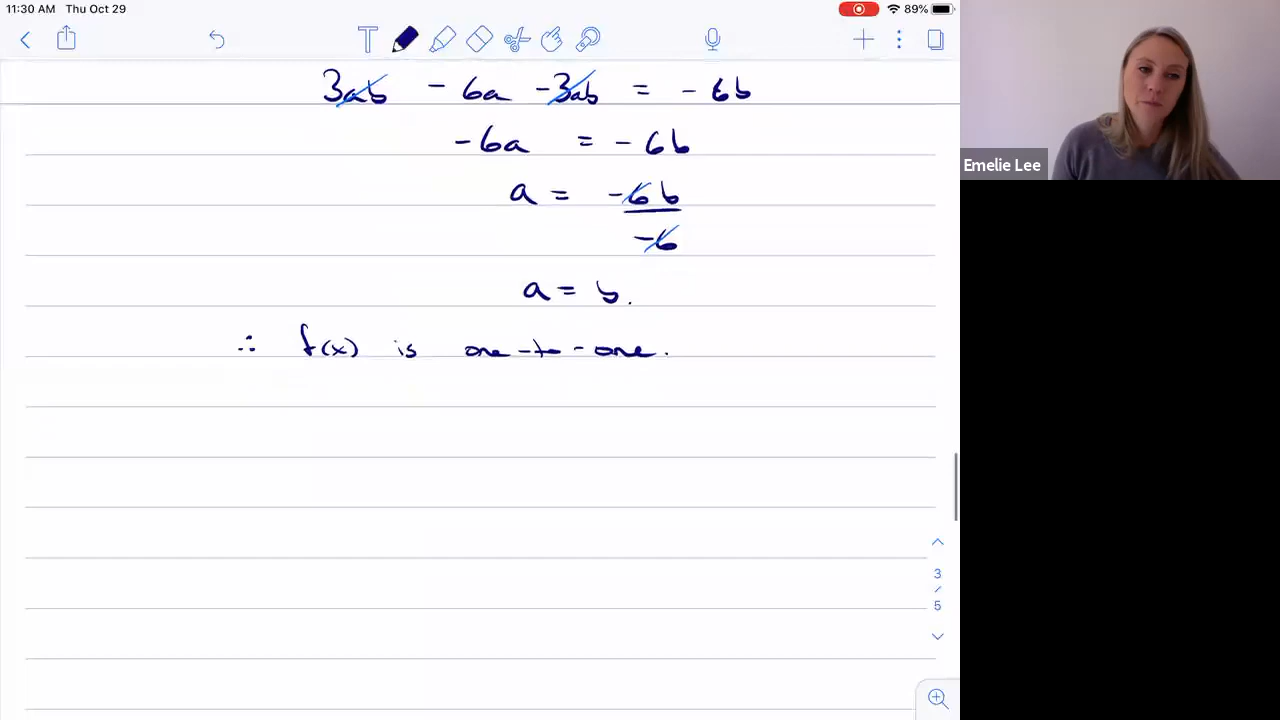 11:30 AM Thu Oct 29
89%
3ab - 6a - 3ab = - 6b
- 6a = - 6b
a = - 6b
- 6
a = b.
∴ f(x) is one-to-one.
Emelie Lee
3
/
5